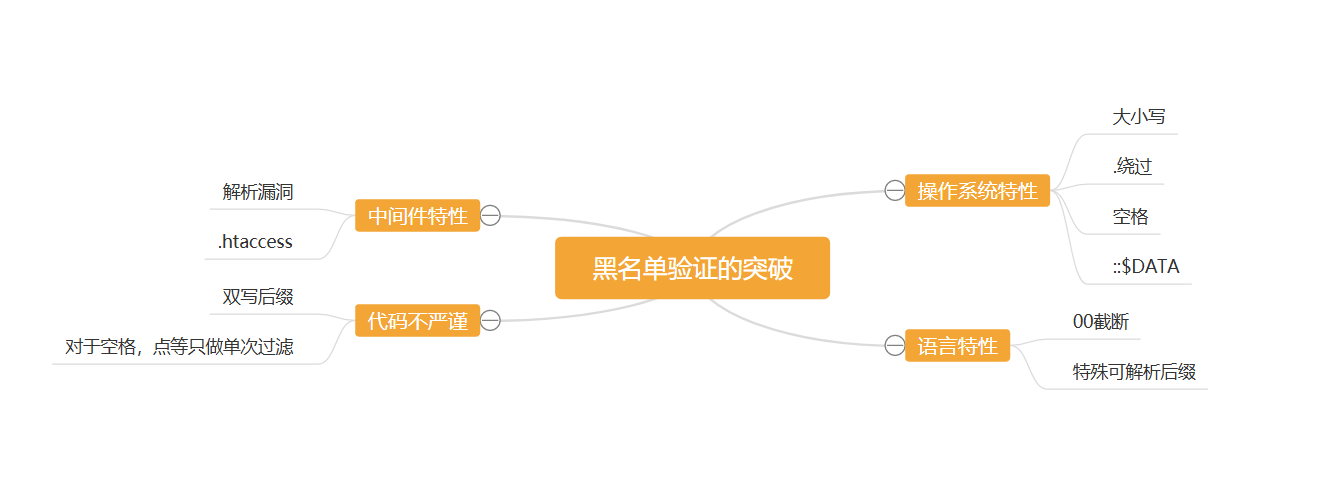 黑名单验证的突破
操作系统特性
大小写
.绕过
空格
::$DATA
语言特性
00截断
特殊可解析后缀
中间件特性
解析漏洞
.htaccess
代码不严谨
双写后缀
对于空格，点等只做单次过滤